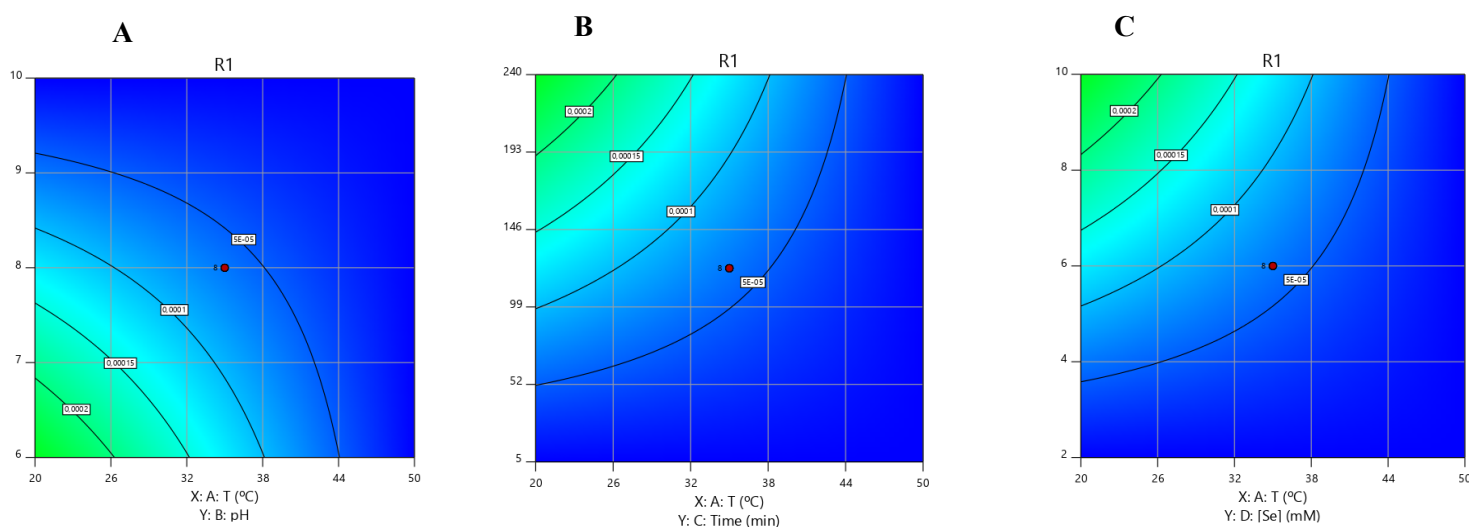 A
R1
10
9
8
7
6
5E-05
8
0,0001
0,00015
0,0002
20 26 32 38 44 50
X: A: T (ºC)
Y: B: pH
B
R1
240
193
146
99
52
5
0,0002
0,00015
0,0001
8
5E-05
20 26 32 38 44 50
X: A: T (ºC)
Y: C: Time (min)
C
R1
10
8
6
4
2
0,0002
0,00015
0,0001
8
5E-05
20 26 32 38 44 50
X: A: T (ºC)
Y: D: [Se] (mM)